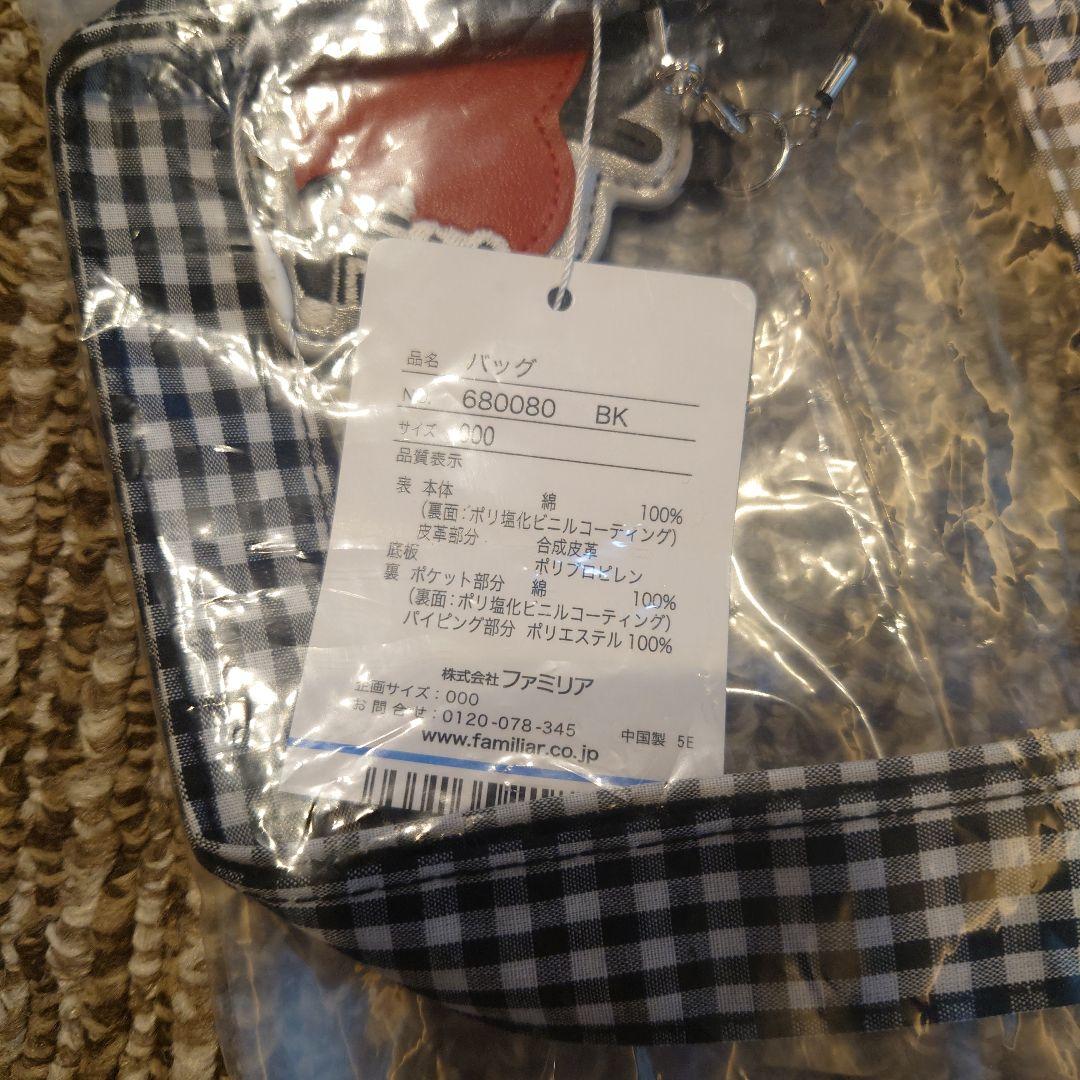 品名 バッグ
No. 680080 BK
サイズ 000
品質表示
表 本体 綿 100%
(裏面:ポリ塩化ビニルコーティング)
皮革部分 合成皮革
底板 ポリプロピレン
裏 ポケット部分 綿 100%
(裏面:ポリ塩化ビニルコーティング)
パイピング部分 ポリエステル100%
株式会社ファミリア
企画サイズ:000
お問合せ:0120-078-345
中国製 5E
www.familiar.co.jp